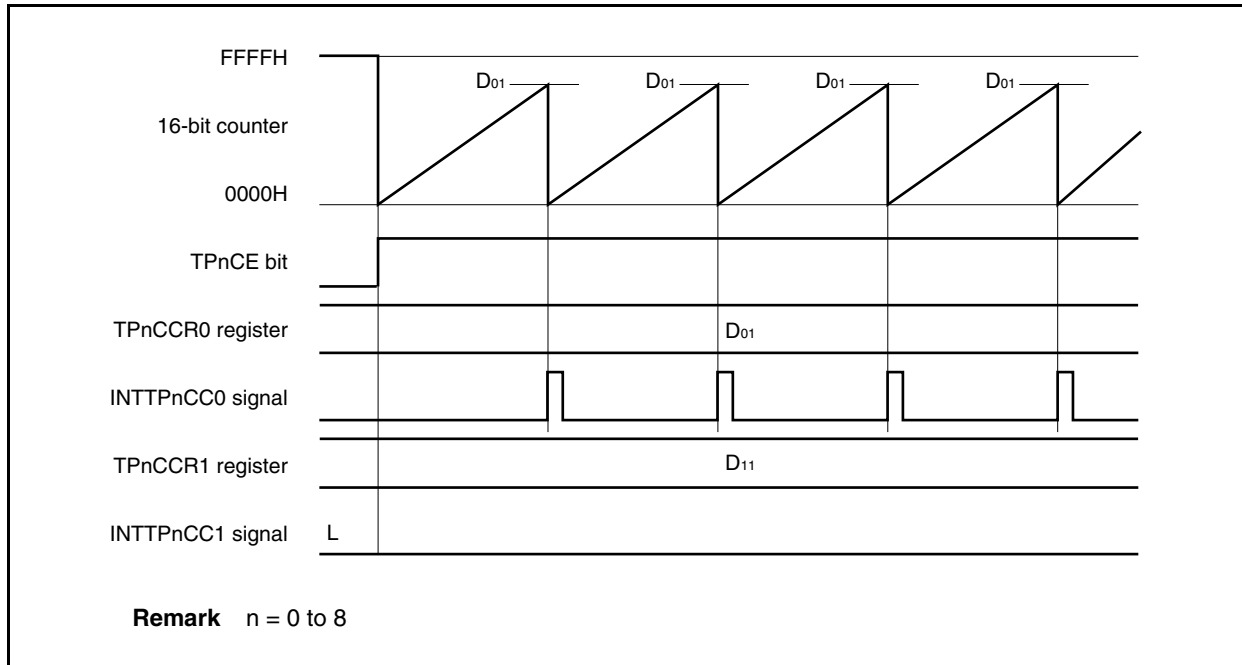 FFFFH
D01 D01 D01 D01
16-bit counter
0000H
TPnCE bit
TPnCCR0 register D01
INTTPnCC0 signal
TPnCCR1 register D11
INTTPnCC1 signal L
Remark n = 0 to 8